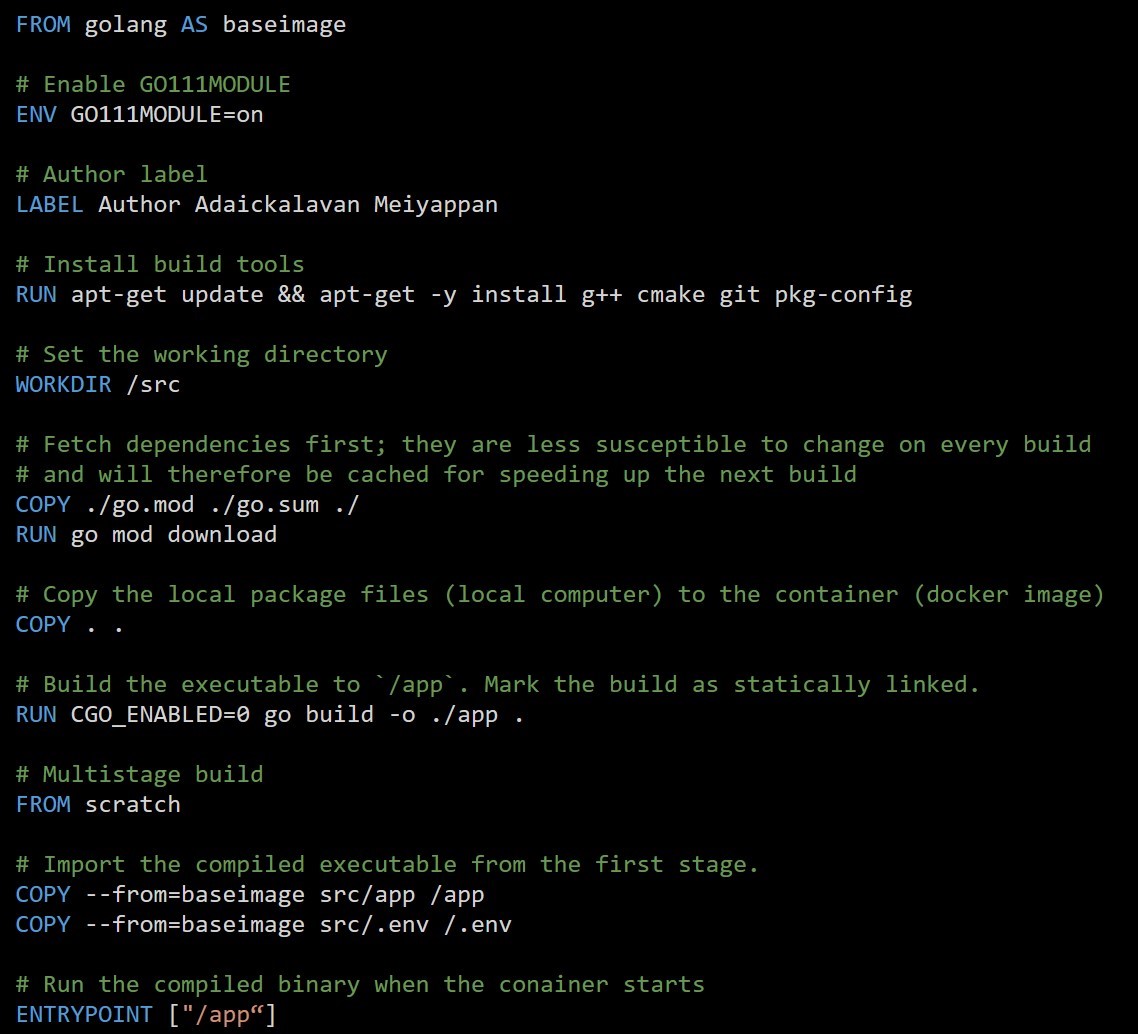 FROM golang AS baseimage
# Enable GO111MODULE
ENV GO111MODULE=on
# Author label
LABEL Author Adaickalavan Meiyappan
# Install build tools
RUN apt-get update && apt-get -y install g++ cmake git pkg-config
# Set the working directory
WORKDIR /src
# Fetch dependencies first; they are less susceptible to change on every build
# and will therefore be cached for speeding up the next build
COPY ./go.mod ./go.sum ./
RUN go mod download
# Copy the local package files (local computer) to the container (docker image)
COPY . .
# Build the executable to `/app`. Mark the build as statically linked.
RUN CGO_ENABLED=0 go build -o ./app .
# Multistage build
FROM scratch
# Import the compiled executable from the first stage.
COPY --from=baseimage src/app /app
COPY --from=baseimage src/.env /.env
# Run the compiled binary when the conainer starts
ENTRYPOINT ["/app“]